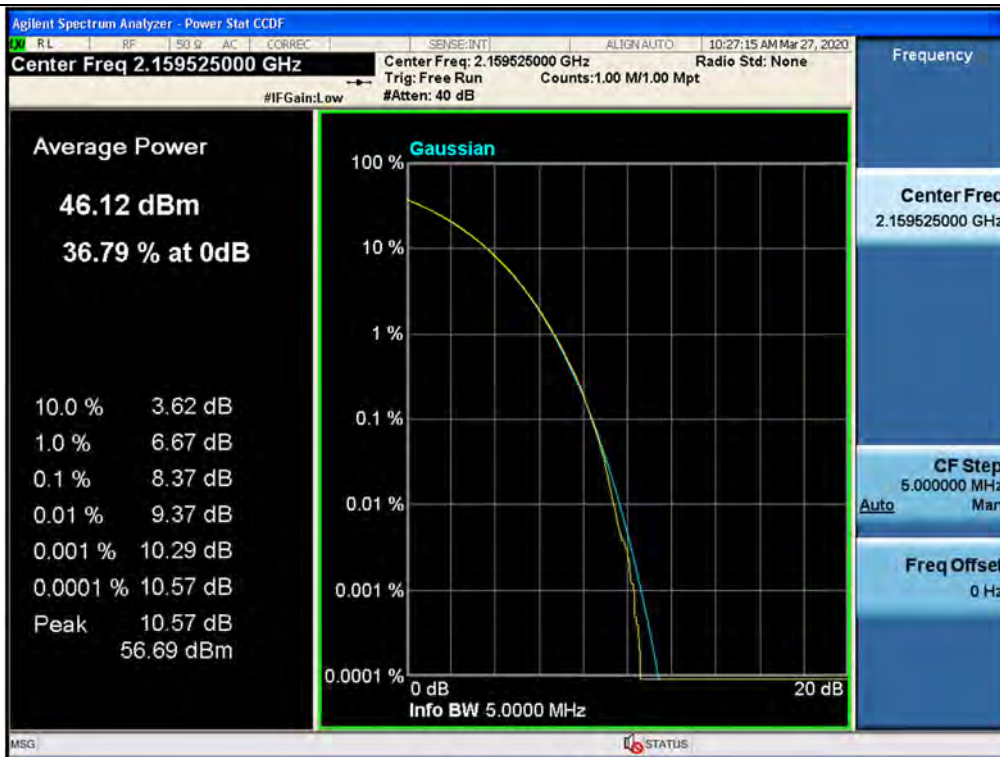 Agilent Spectrum Analyzer - Power Stat CCDF
LXI RL RF 50 Ω AC CORREC SENSE:INT ALIGN AUTO 10:27:15 AM Mar 27, 2020
Center Freq 2.159525000 GHz
Center Freq: 2.159525000 GHz Radio Std: None
Trig: Free Run Counts:1.00 M/1.00 Mpt
#IFGain:Low #Atten: 40 dB
Average Power
46.12 dBm
36.79 % at 0dB
10.0 % 3.62 dB
1.0 % 6.67 dB
0.1 % 8.37 dB
0.01 % 9.37 dB
0.001 % 10.29 dB
0.0001 % 10.57 dB
Peak 10.57 dB
56.69 dBm
Gaussian
100 %
10 %
1 %
0.1 %
0.01 %
0.001 %
0.0001 %
0 dB 20 dB
Info BW 5.0000 MHz
Frequency
Center Freq
2.159525000 GHz
CF Step
5.000000 MHz
Auto Man
Freq Offset
0 Hz
MSG STATUS